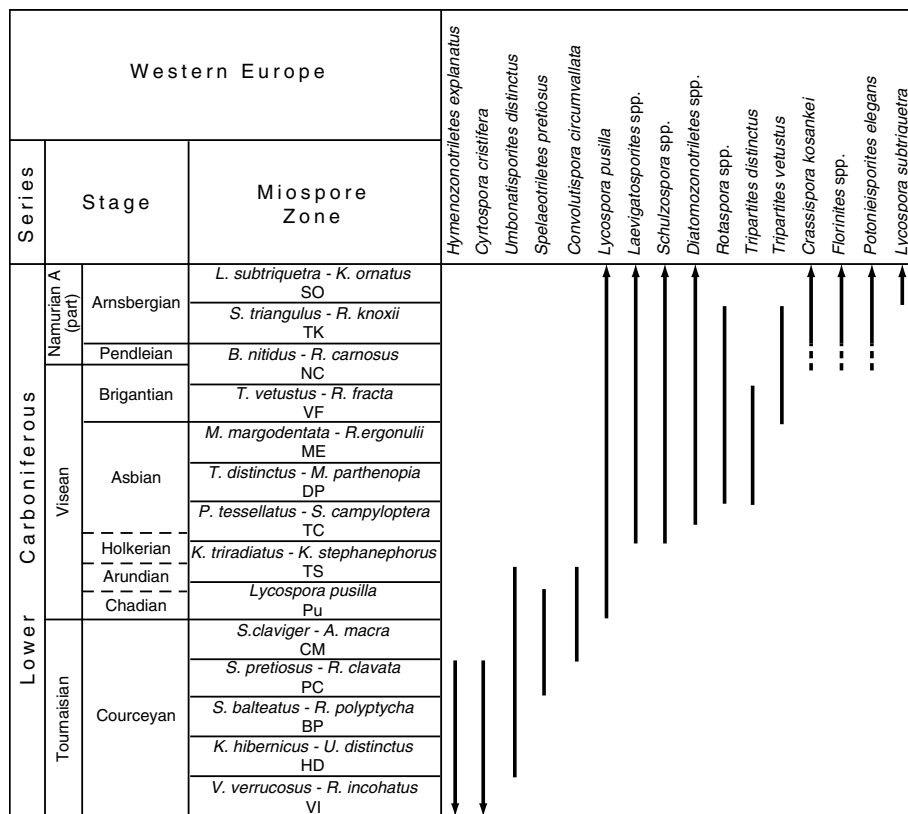 Western Europe
Series
Stage
Miospore
Zone
Hymenozonotriletes explanatus
Cyrtospora cristifera
Umbonatisporites distinctus
Spelaeotriletes pretiosus
Convolutispora circumvallata
Lycospora pusilla
Laevigatosporites spp.
Schulzospora spp.
Diatomozonotriletes spp.
Rotaspora spp.
Tripartites distinctus
Tripartites vetustus
Crassispora kosankei
Florinites spp.
Potonieisporites elegans
Lycospora subtriquetra
Lower Carboniferous
Namurian A
(part)
Visean
Tournaisian
Arnsbergian
Pendleian
Brigantian
Asbian
Holkerian
Arundian
Chadian
Courceyan
L. subtriquetra - K. ornatus
SO
S. triangulus - R. knoxii
TK
B. nitidus - R. carnosus
NC
T. vetustus - R. fracta
VF
M. margodentata - R.ergonulii
ME
T. distinctus - M. parthenopia
DP
P. tessellatus - S. campyloptera
TC
K. triradiatus - K. stephanephorus
TS
Lycospora pusilla
Pu
S.claviger - A. macra
CM
S. pretiosus - R. clavata
PC
S. balteatus - R. polyptycha
BP
K. hibernicus - U. distinctus
HD
V. verrucosus - R. incohatus
VI